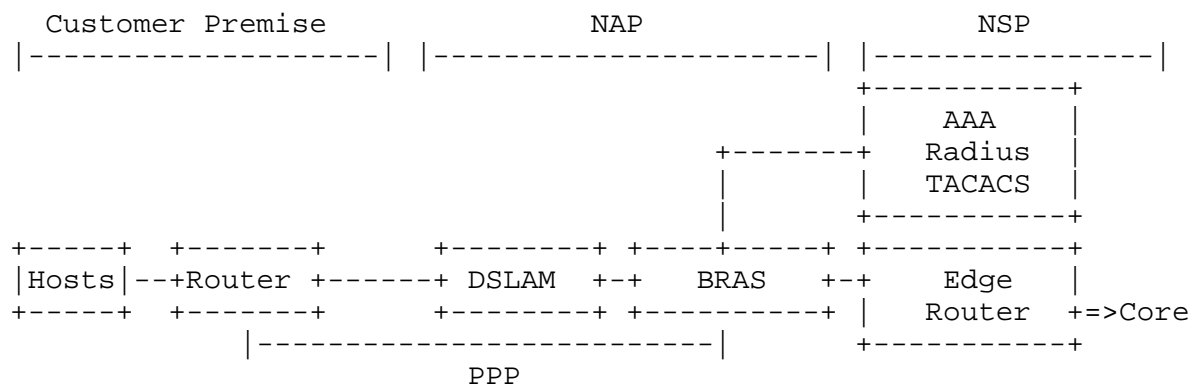 Customer Premise NAP NSP
|--------------------| |----------------------| |----------------|
+-----------+
| AAA |
+-------+ Radius |
| | TACACS |
| +-----------+
+-----+ +-------+ +--------+ +----+-----+ +-----------+
|Hosts|--+Router +------+ DSLAM +-+ BRAS +-+ Edge |
+-----+ +-------+ +--------+ +----------+ | Router +=>Core
|--------------------------| +-----------+
PPP